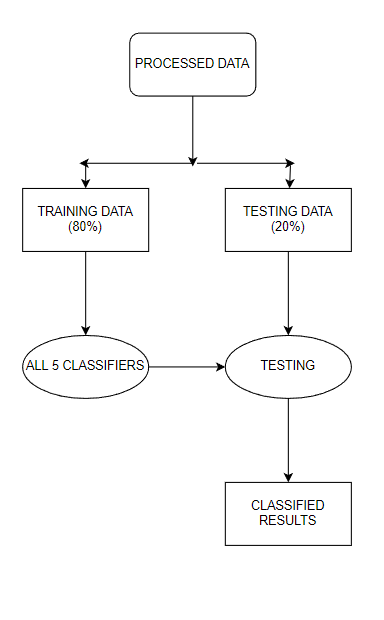 PROCESSED DATA
TRAINING DATA
(80%)
TESTING DATA
(20%)
ALL 5 CLASSIFIERS
TESTING
CLASSIFIED
RESULTS